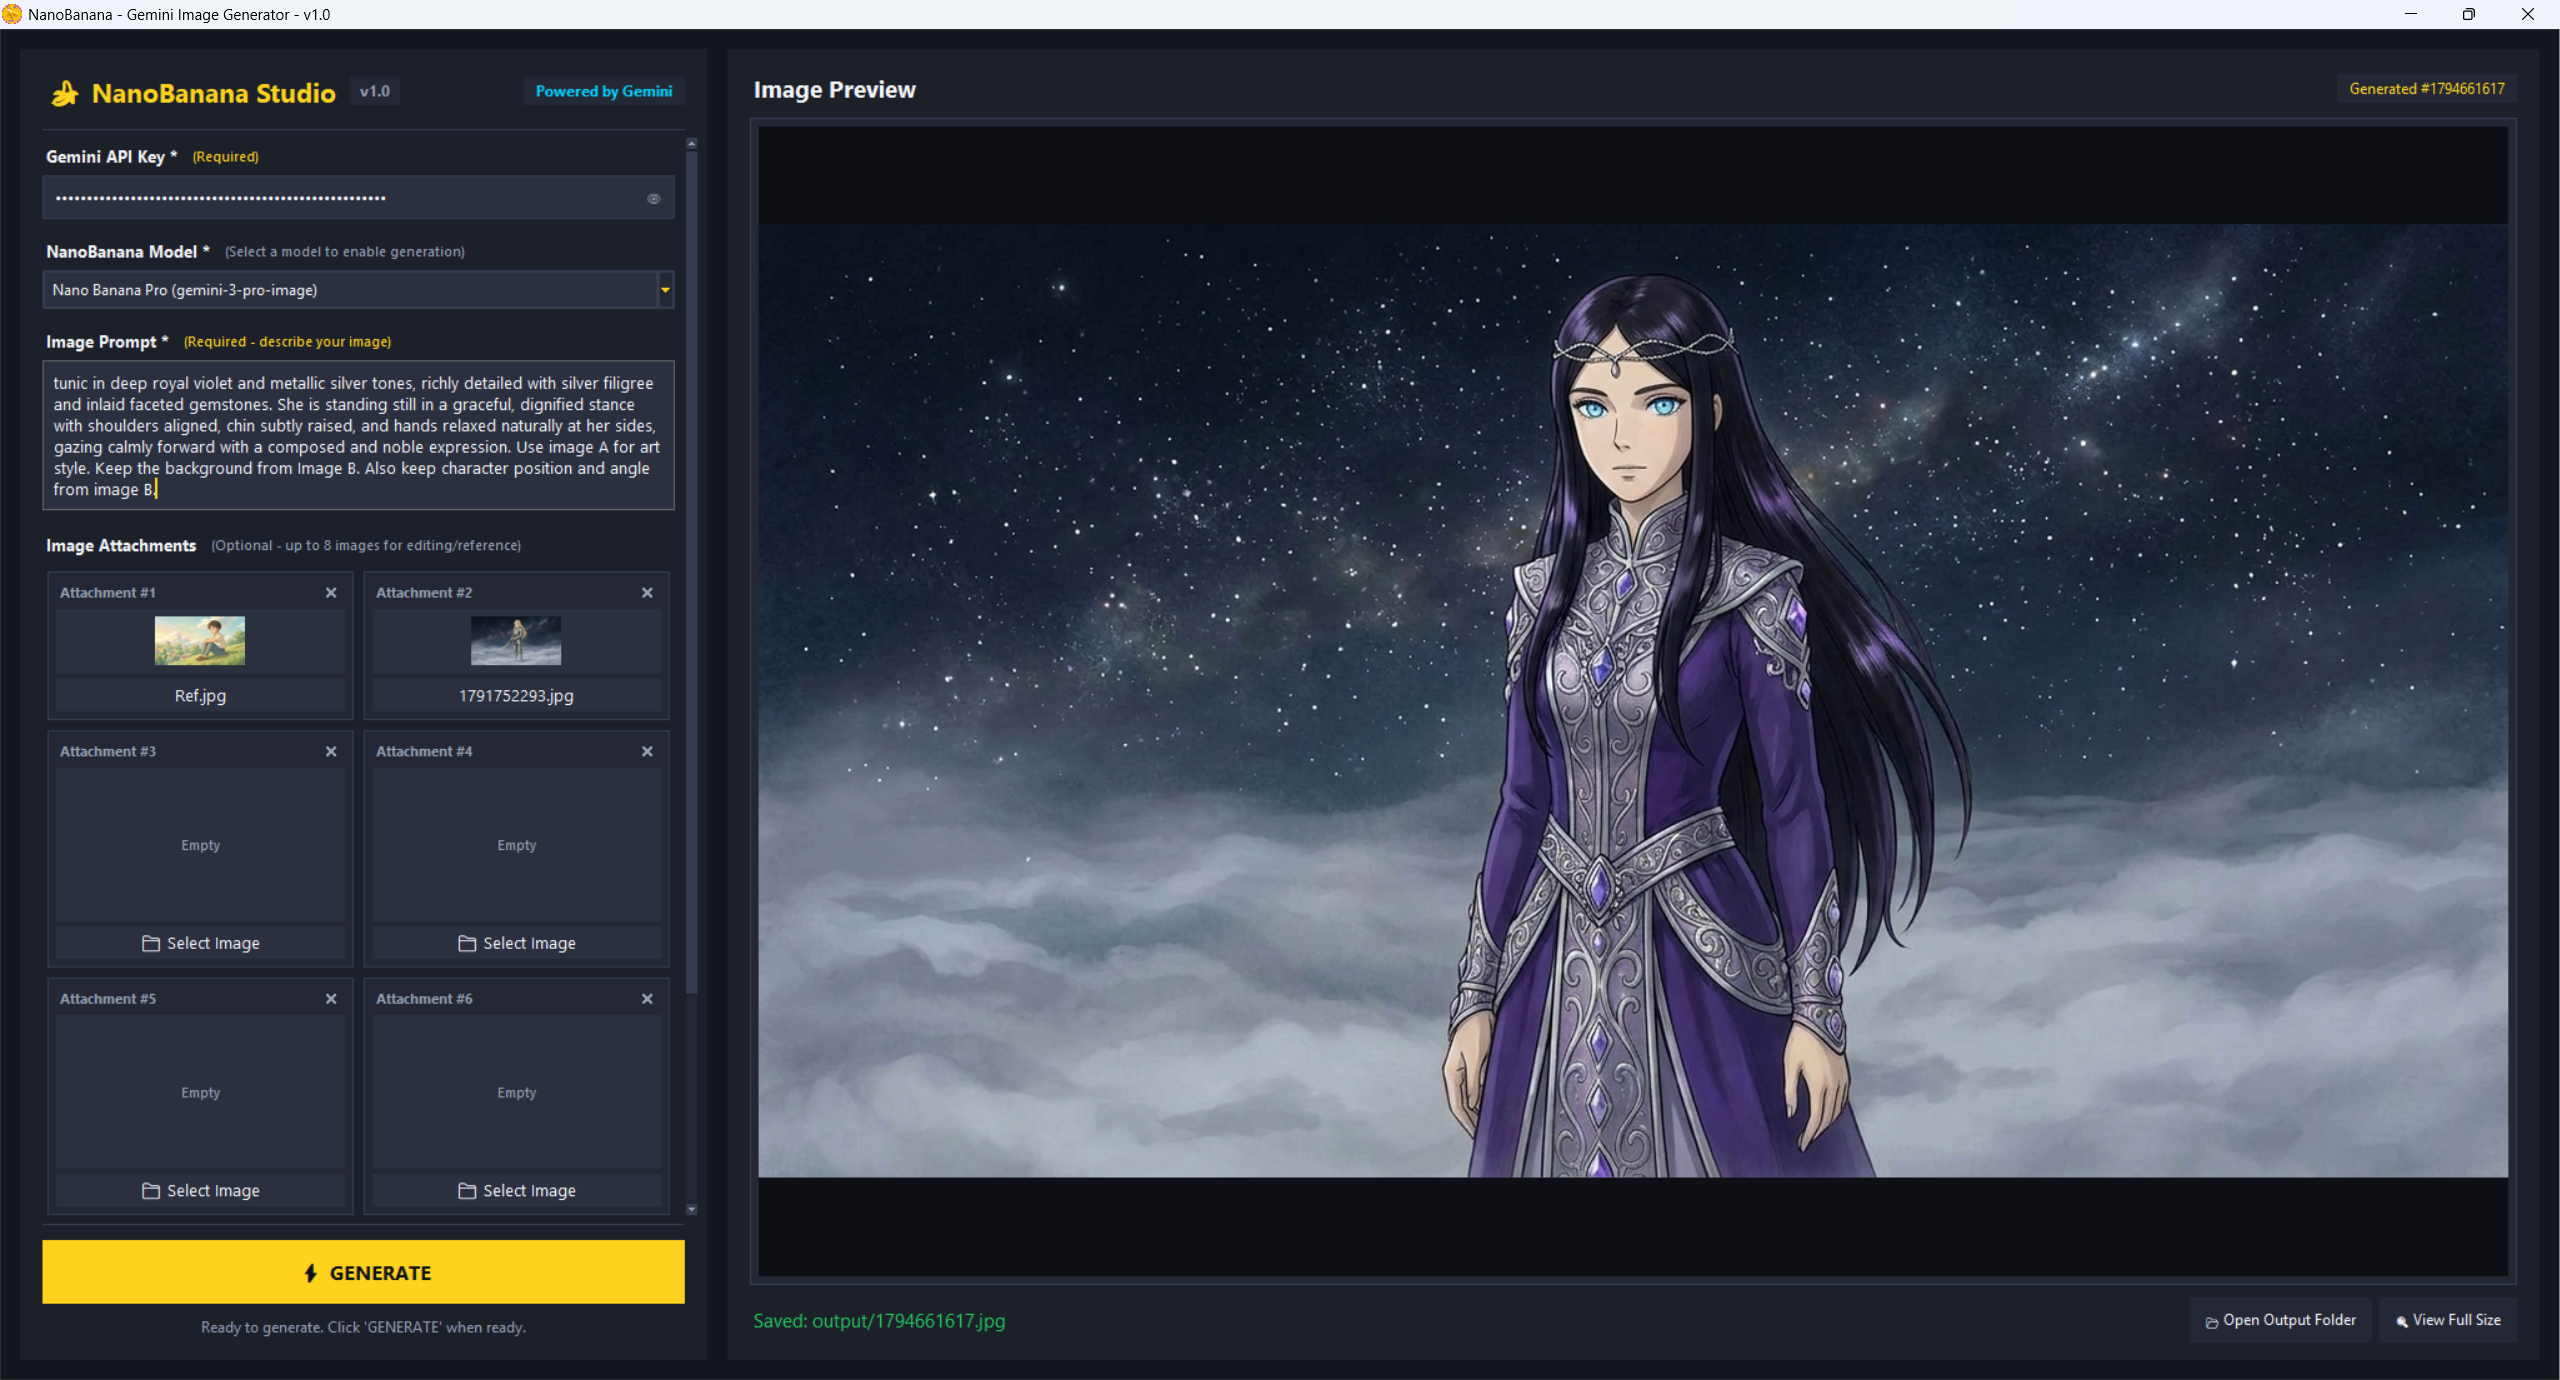 NanoBanana - Gemini Image Generator - v1.0
NanoBanana Studio
v1.0
Powered by Gemini
Gemini API Key *
(Required)
•••••••••••••••••••••••••••••••••••••••••••••••••••••
NanoBanana Model *
(Select a model to enable generation)
Nano Banana Pro (gemini-3-pro-image)
Image Prompt *
(Required - describe your image)
tunic in deep royal violet and metallic silver tones, richly detailed with silver filigree
and inlaid faceted gemstones. She is standing still in a graceful, dignified stance
with shoulders aligned, chin subtly raised, and hands relaxed naturally at her sides,
gazing calmly forward with a composed and noble expression. Use image A for art
style. Keep the background from Image B. Also keep character position and angle
from image B.
Image Attachments
(Optional - up to 8 images for editing/reference)
Attachment #1
Attachment #2
Ref.jpg
1791752293.jpg
Attachment #3
Attachment #4
Empty
Empty
Select Image
Select Image
Attachment #5
Attachment #6
Empty
Empty
Select Image
Select Image
GENERATE
Ready to generate. Click 'GENERATE' when ready.
Image Preview
Generated #1794661617
Saved: output/1794661617.jpg
Open Output Folder
View Full Size